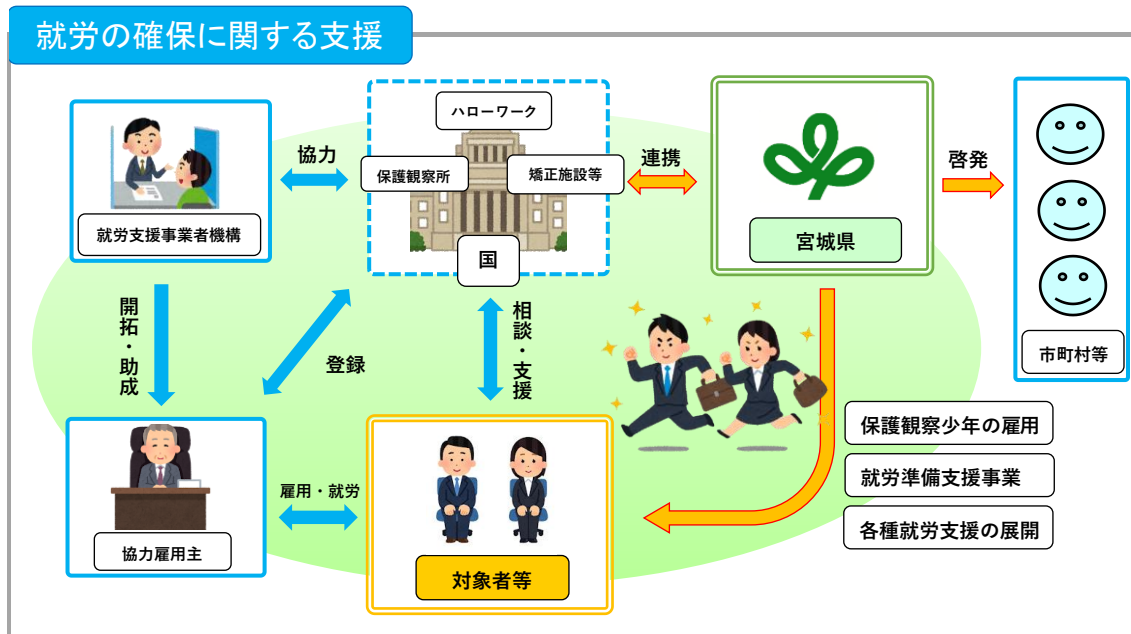 就労の確保に関する支援
ハローワーク
保護観察所
矯正施設等
国
協力
連携
啓発
就労支援事業者機構
宮城県
市町村等
開拓・助成
登録
相談・支援
保護観察少年の雇用
就労準備支援事業
各種就労支援の展開
雇用・就労
協力雇用主
対象者等